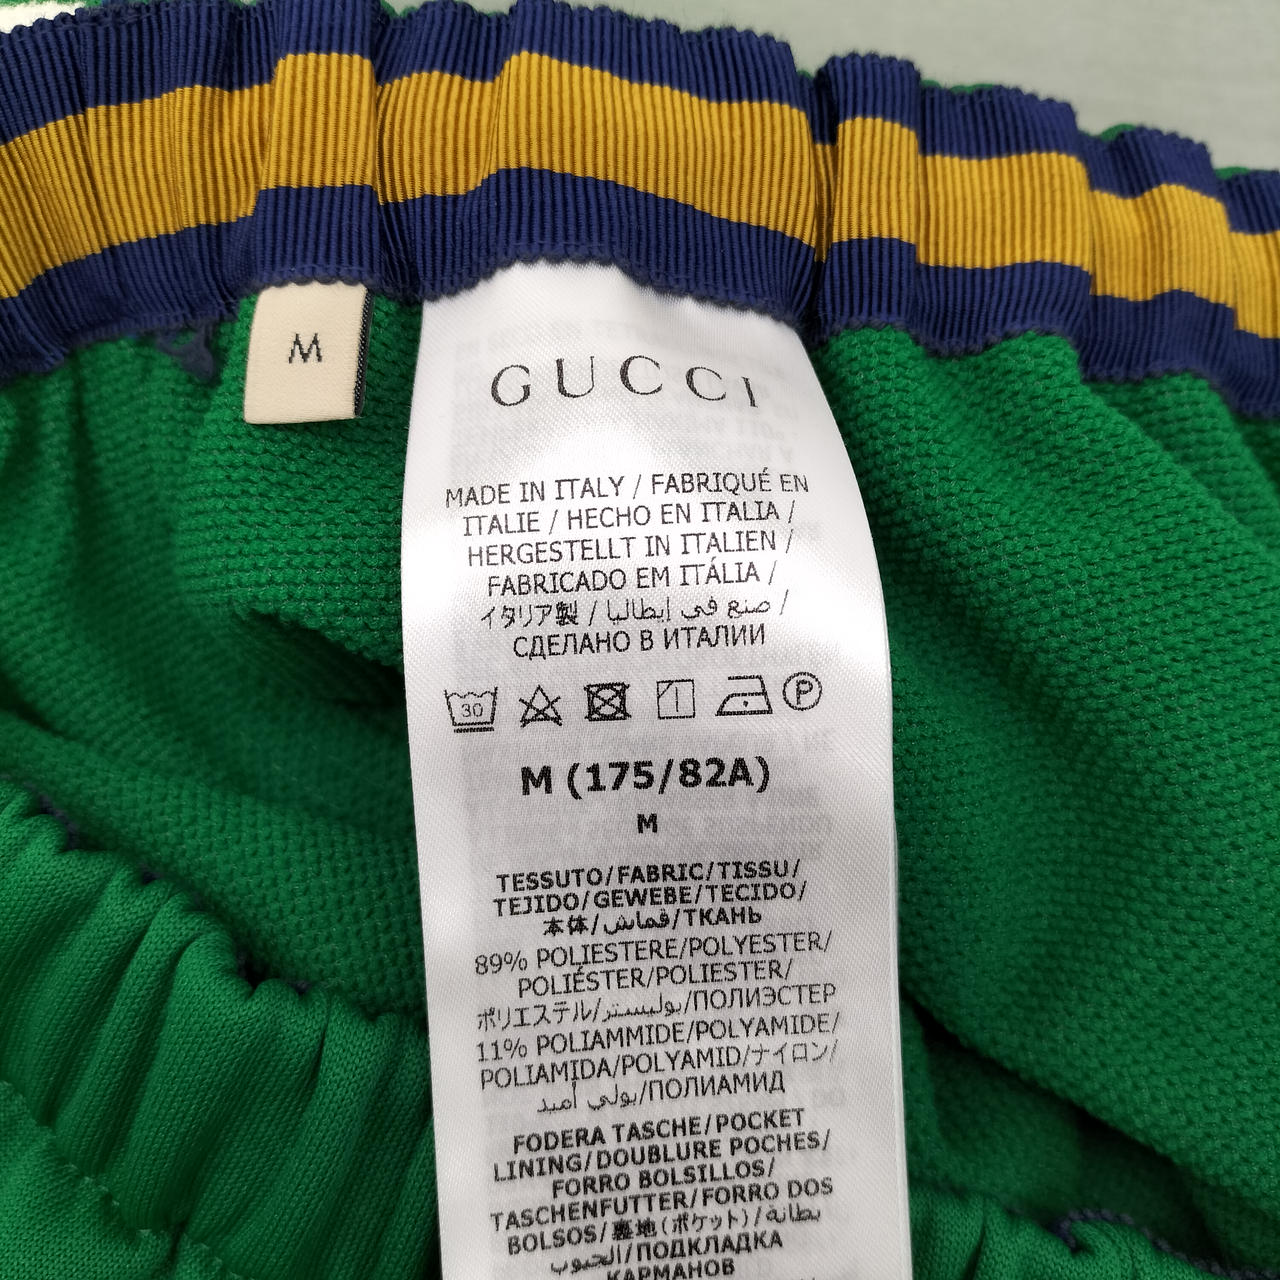 M
GUCCI
MADE IN ITALY / FABRIQUÉ EN
ITALIE / HECHO EN ITALIA /
HERGESTELLT IN ITALIEN /
FABRICADO EM ITÁLIA /
イタリア製 / صنع في إيطاليا /
СДЕЛАНО В ИТАЛИИ
30 P
M (175/82A)
M
TESSUTO/FABRIC/TISSU/
TEJIDO/GEWEBE/TECIDO/
本体/قماش/ТКАНЬ
89% POLIESTERE/POLYESTER/
POLIÉSTER/POLIESTER/
ポリエステル/بوليستر/ПОЛИЭСТЕР
11% POLIAMMIDE/POLYAMIDE/
POLIAMIDA/POLYAMID/ナイロン/
بولي أميد/ПОЛИАМИД
FODERA TASCHE/POCKET
LINING/DOUBLURE POCHES/
FORRO BOLSILLOS/
TASCHENFUTTER/FORRO DOS
BOLSOS/裏地(ポケット)/بطانة
الجيوب/ПОДКЛАДКА
КАРМАНОВ